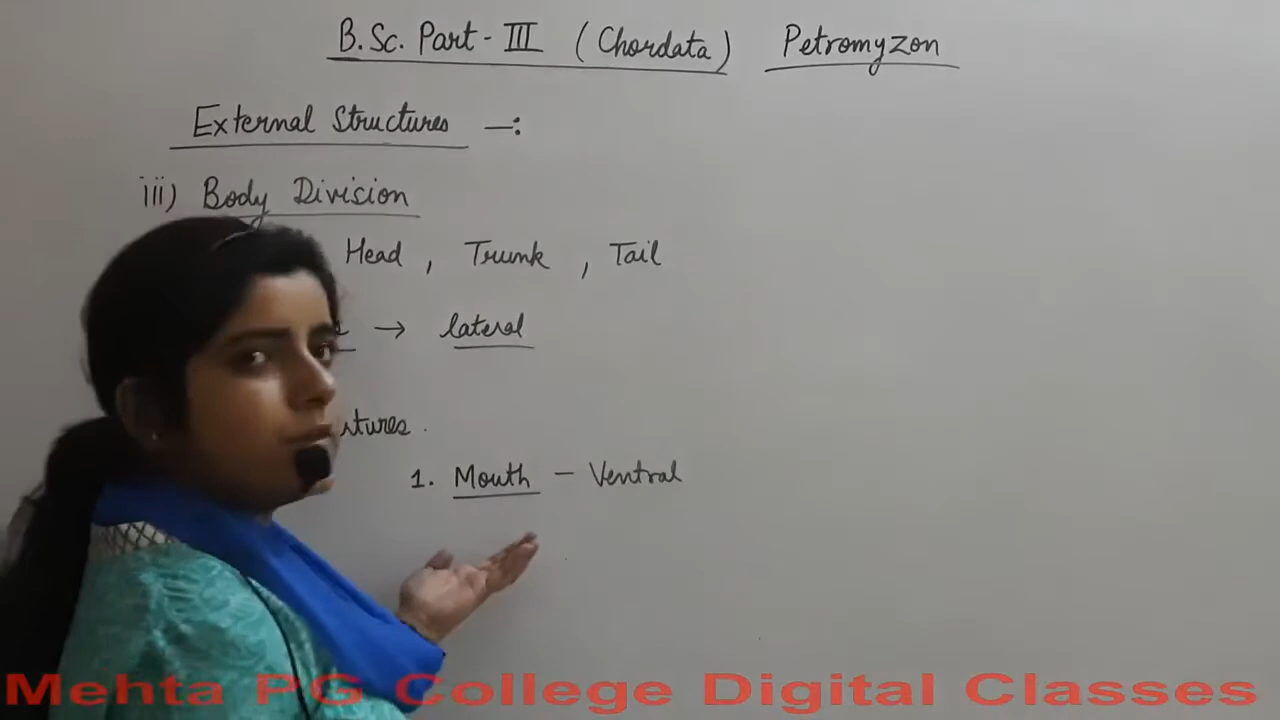 B.Sc. Part - III (Chordata) Petromyzon
External Structures —:
iii) Body Division
Head , Trunk , Tail
→ lateral
1. Mouth — Ventral
Mehta PG College Digital Classes